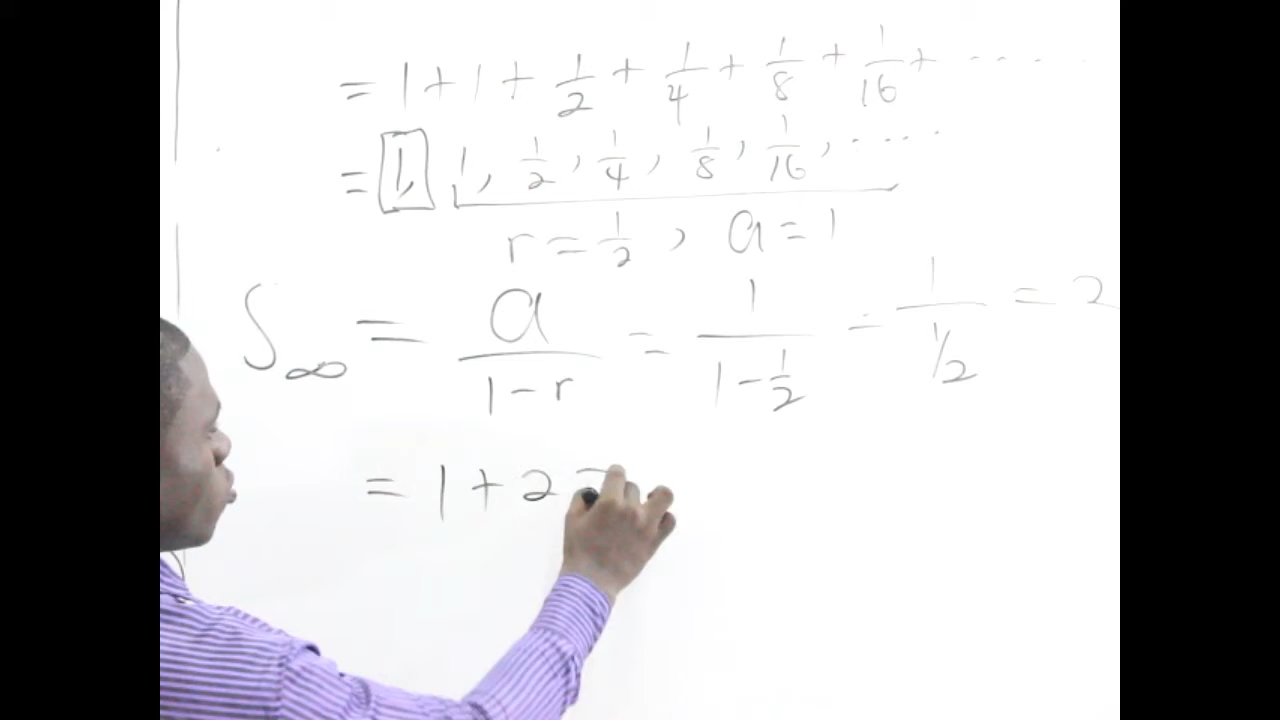 = 1 + 1 + 1/2 + 1/4 + 1/8 + 1/16 + .....
= 1, 1, 1/2, 1/4, 1/8, 1/16, .....
r = 1/2 , a = 1
S∞ = a/(1-r) = 1/(1-1/2) = 1/(1/2) = 2
= 1 + 2 =